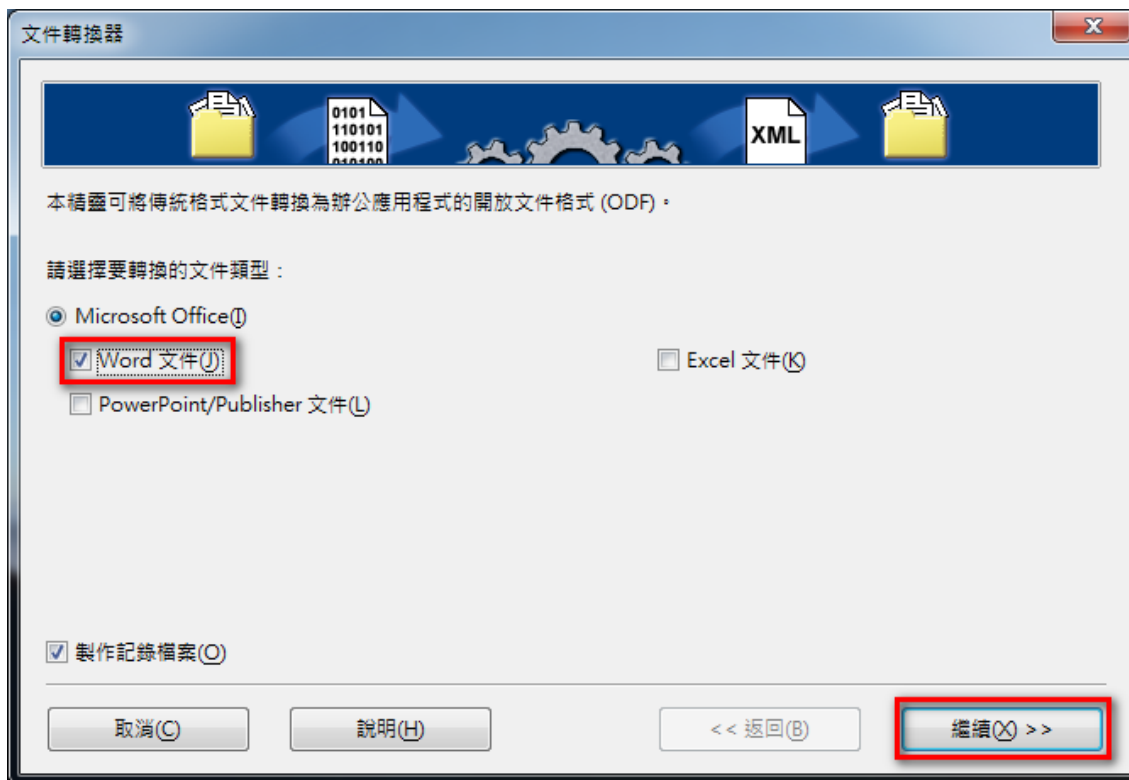 文件轉換器
0101
110101
100110
010100
XML
本精靈可將傳統格式文件轉換為辦公應用程式的開放文件格式 (ODF)。
請選擇要轉換的文件類型：
Microsoft Office(I)
Word 文件(J)
Excel 文件(K)
PowerPoint/Publisher 文件(L)
製作記錄檔案(O)
取消(C)
說明(H)
<< 返回(B)
繼續(X) >>